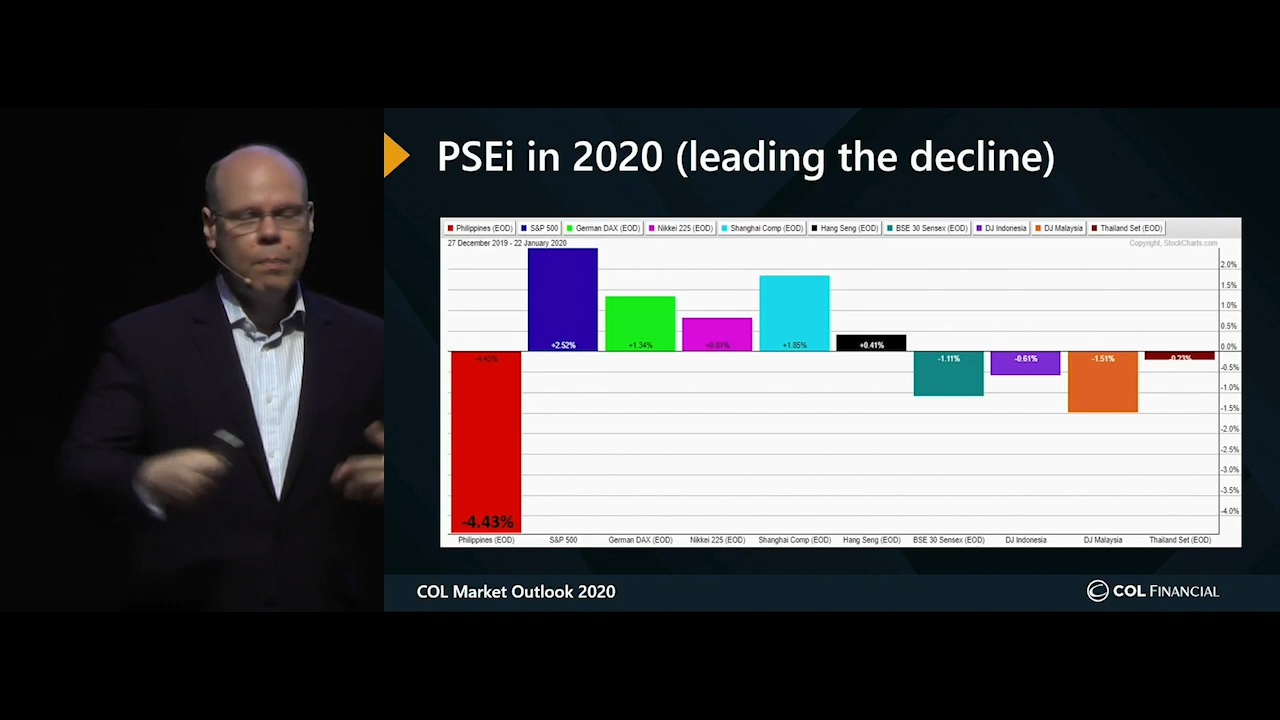 PSEi in 2020 (leading the decline)
Philippines (EOD) S&P 500 German DAX (EOD) Nikkei 225 (EOD) Shanghai Comp (EOD) Hang Seng (EOD) BSE 30 Sensex (EOD) DJ Indonesia DJ Malaysia Thailand Set (EOD)
27 December 2019 - 22 January 2020
Copyright, StockCharts.com
2.0%
1.5%
1.0%
0.5%
0.0%
-0.5%
-1.0%
-1.5%
-2.0%
-2.5%
-3.0%
-3.5%
-4.0%
+2.52% +1.34% +0.81% +1.85% +0.41%
-4.43% -1.11% -0.61% -1.51% -0.23%
-4.43%
Philippines (EOD) S&P 500 German DAX (EOD) Nikkei 225 (EOD) Shanghai Comp (EOD) Hang Seng (EOD) BSE 30 Sensex (EOD) DJ Indonesia DJ Malaysia Thailand Set (EOD)
COL Market Outlook 2020
COL FINANCIAL